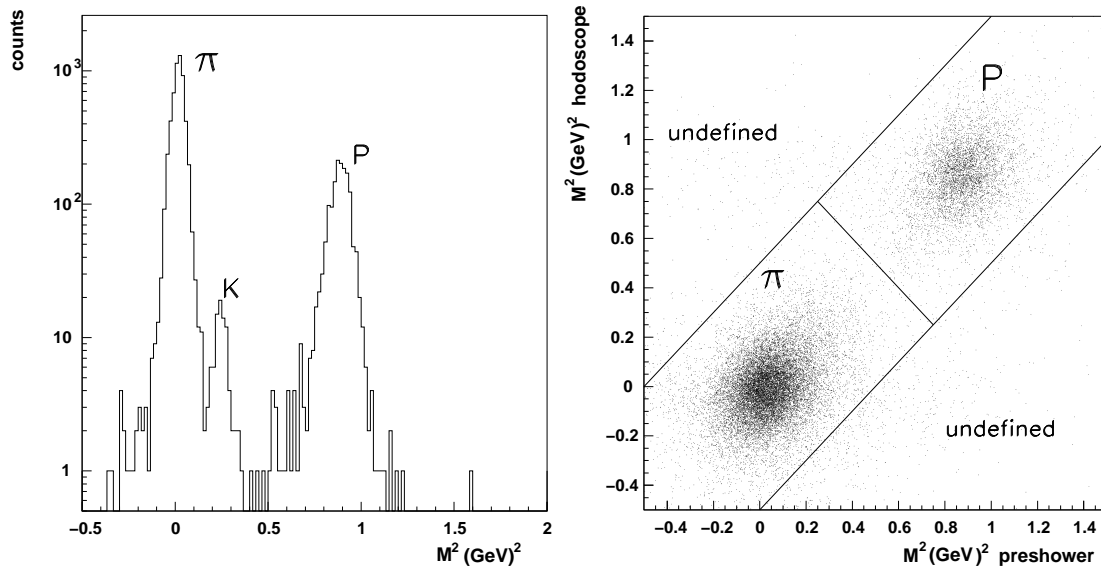 counts
10³
10²
10
1
π
K
P
−0.5 0 0.5 1 1.5 2
M² (GeV)²
M² (GeV)² hodoscope
1.4
1.2
1
0.8
0.6
0.4
0.2
0
−0.2
−0.4
undefined
P
π
undefined
−0.4 −0.2 0 0.2 0.4 0.6 0.8 1 1.2 1.4
M² (GeV)² preshower